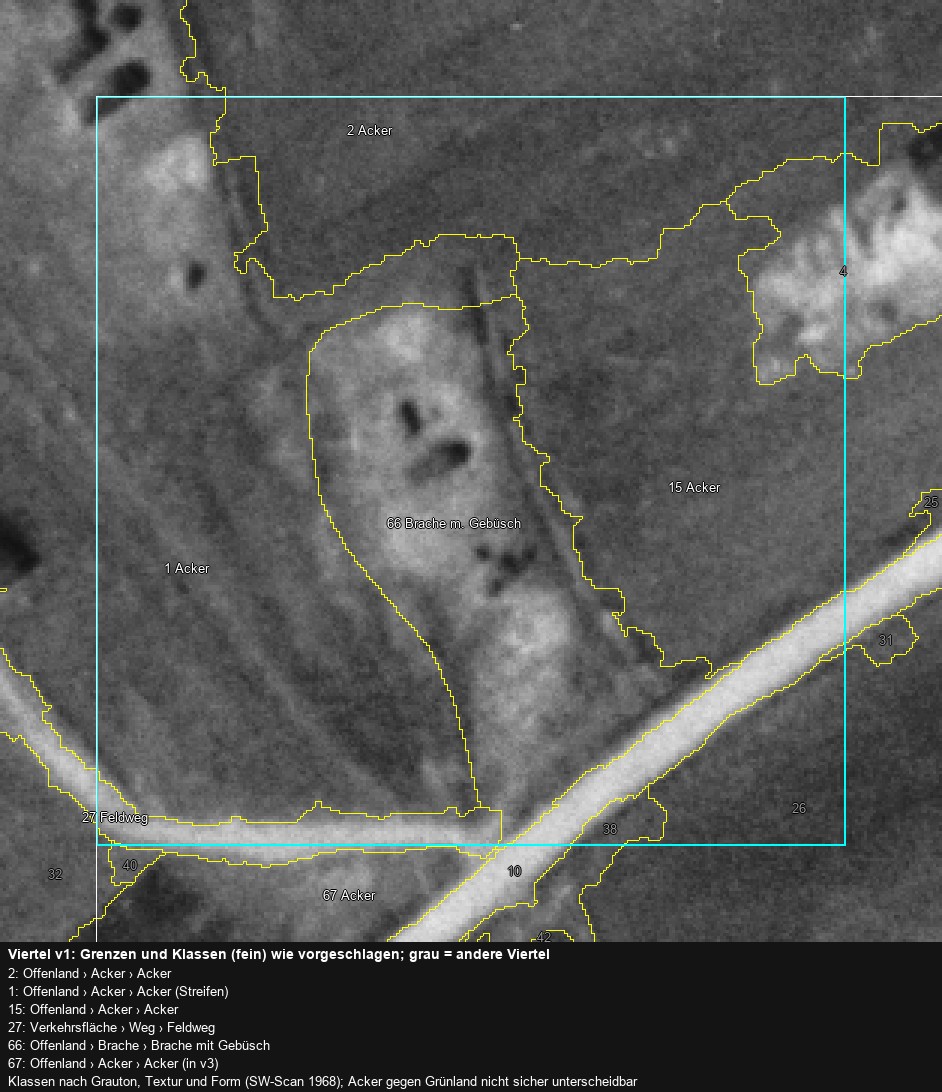 2 Acker
4
15 Acker
25
66 Brache m. Gebüsch
1 Acker
31
27 Feldweg
26
38
40
32
10
67 Acker
42
Viertel v1: Grenzen und Klassen (fein) wie vorgeschlagen; grau = andere Viertel
2: Offenland › Acker › Acker
1: Offenland › Acker › Acker (Streifen)
15: Offenland › Acker › Acker
27: Verkehrsfläche › Weg › Feldweg
66: Offenland › Brache › Brache mit Gebüsch
67: Offenland › Acker › Acker (in v3)
Klassen nach Grauton, Textur und Form (SW-Scan 1968); Acker gegen Grünland nicht sicher unterscheidbar